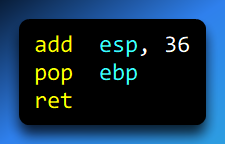 add  esp, 36
pop  ebp
ret